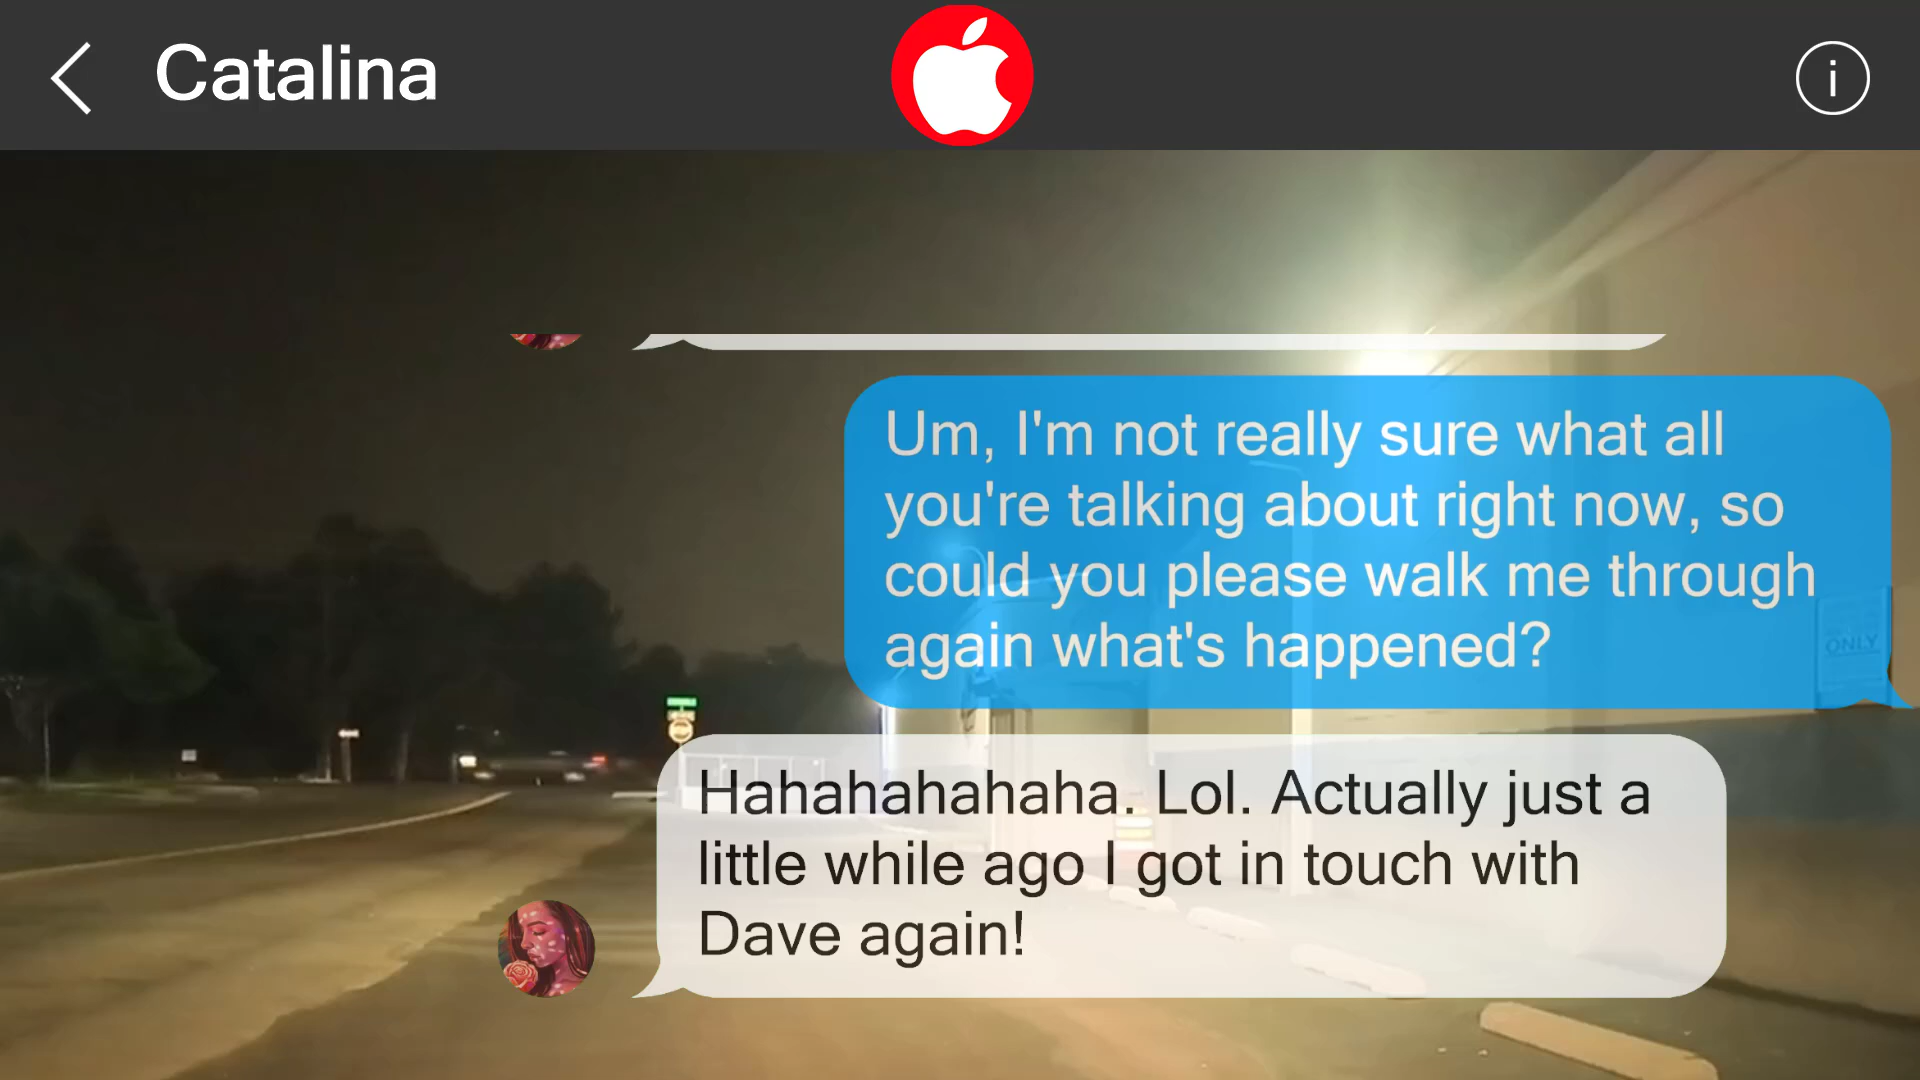 Catalina
i
Um, I'm not really sure what all
you're talking about right now, so
could you please walk me through
again what's happened?
ONLY
Hahahahahaha. Lol. Actually just a
little while ago I got in touch with
Dave again!